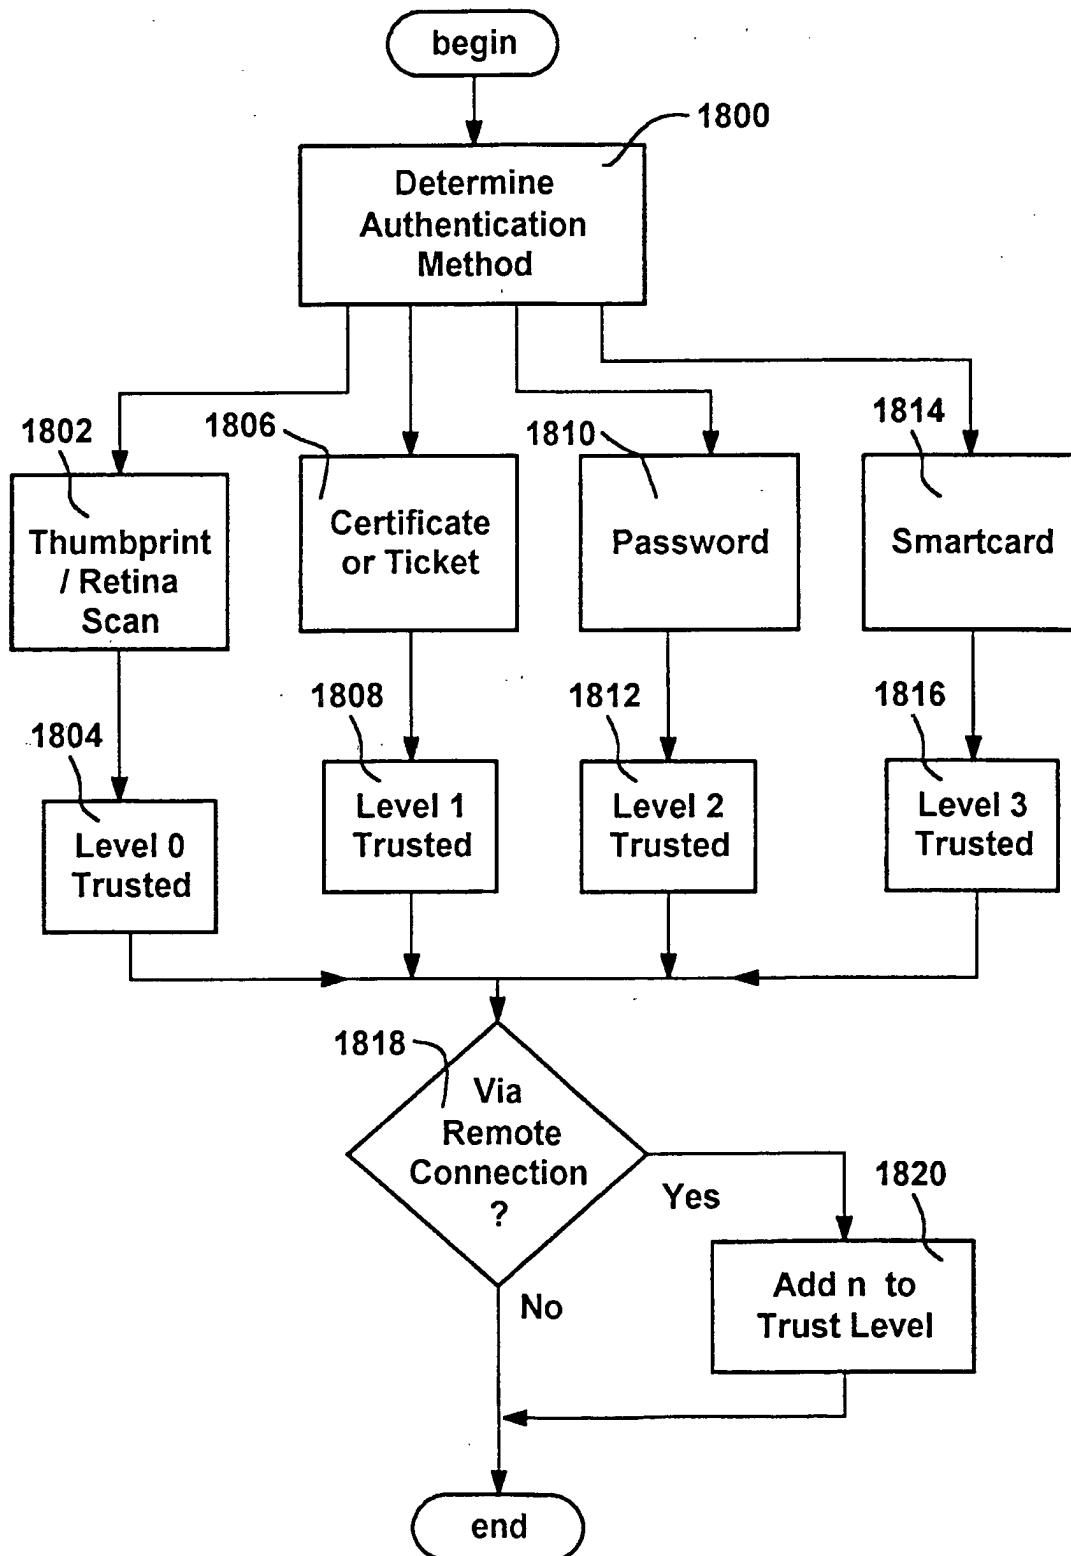 begin
1800
Determine
Authentication
Method
1802
1806
1810
1814
Thumbprint
/ Retina
Scan
Certificate
or Ticket
Password
Smartcard
1804
1808
1812
1816
Level 0
Trusted
Level 1
Trusted
Level 2
Trusted
Level 3
Trusted
1818
Via
Remote
Connection
?
Yes
No
1820
Add n to
Trust Level
end